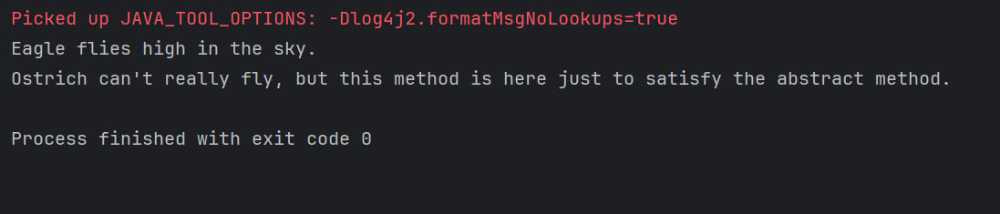 Picked up JAVA_TOOL_OPTIONS: -Dlog4j2.formatMsgNoLookups=true
Eagle flies high in the sky.
Ostrich can't really fly, but this method is here just to satisfy the abstract method.
Process finished with exit code 0